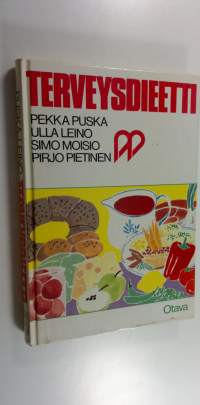 TERVEYSDIEETTI
PEKKA PUSKA
ULLA LEINO
SIMO MOISIO
PIRJO PIETINEN
Otava